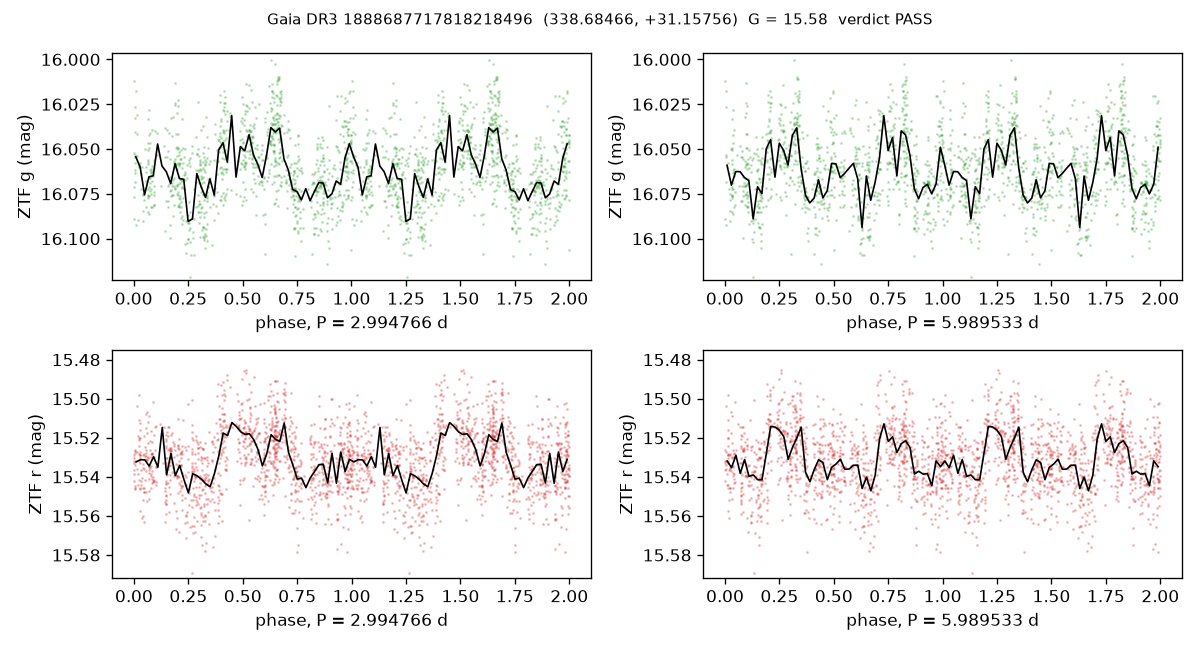 Gaia DR3 1888687717818218496 (338.68466, +31.15756) G = 15.58 verdict PASS
ZTF g (mag)
16.000
16.025
16.050
16.075
16.100
0.00 0.25 0.50 0.75 1.00 1.25 1.50 1.75 2.00
phase, P = 2.994766 d
ZTF g (mag)
16.000
16.025
16.050
16.075
16.100
0.00 0.25 0.50 0.75 1.00 1.25 1.50 1.75 2.00
phase, P = 5.989533 d
ZTF r (mag)
15.48
15.50
15.52
15.54
15.56
15.58
0.00 0.25 0.50 0.75 1.00 1.25 1.50 1.75 2.00
phase, P = 2.994766 d
ZTF r (mag)
15.48
15.50
15.52
15.54
15.56
15.58
0.00 0.25 0.50 0.75 1.00 1.25 1.50 1.75 2.00
phase, P = 5.989533 d